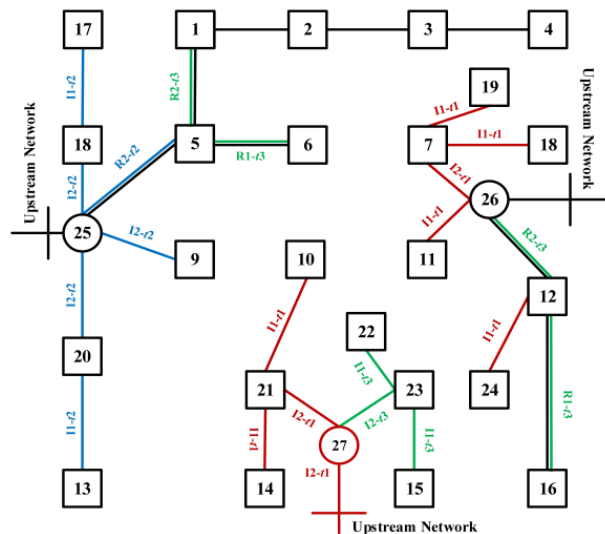 17
1
2
3
4
I1-t2
R2-t3
19
I1-t1
18
5
6
7
I1-t1
18
R1-t3
R2-t2
I2-t2
I2-t1
Upstream Network
Upstream Network
25
I2-t2
9
26
I1-t1
11
R2-t3
10
12
I2-t2
I1-t1
I1-t1
22
20
I1-t3
21
23
24
I2-t1
I2-t3
R1-t3
I1-t2
I1-t1
27
I1-t3
I2-t1
13
14
15
16
Upstream Network